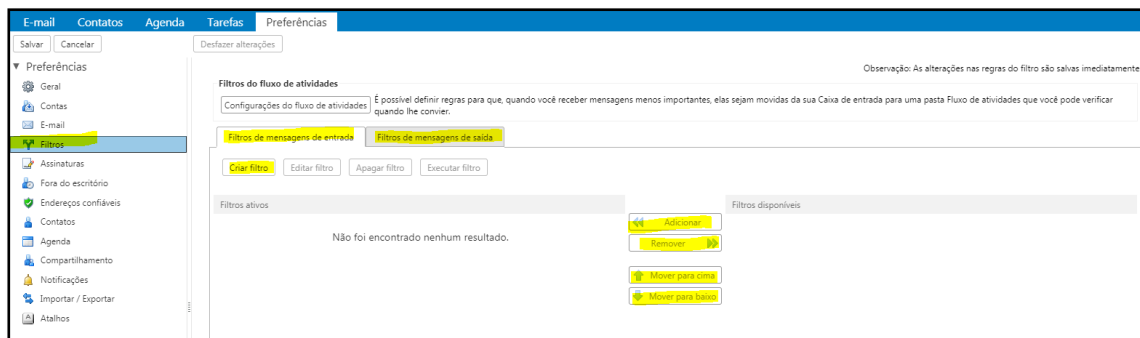 E-mail Contatos Agenda Tarefas Preferências
Salvar Cancelar Desfazer alterações
Preferências
Geral
Contas
E-mail
Filtros
Assinaturas
Fora do escritório
Endereços confiáveis
Contatos
Agenda
Compartilhamento
Notificações
Importar / Exportar
Atalhos
Observação: As alterações nas regras do filtro são salvas imediatamente
Filtros do fluxo de atividades
Configurações do fluxo de atividades
É possível definir regras para que, quando você receber mensagens menos importantes, elas sejam movidas da sua Caixa de entrada para uma pasta Fluxo de atividades que você pode verificar
quando lhe convier.
Filtros de mensagens de entrada Filtros de mensagens de saída
Criar filtro Editar filtro Apagar filtro Executar filtro
Filtros ativos
Não foi encontrado nenhum resultado.
Adicionar
Remover
Mover para cima
Mover para baixo
Filtros disponíveis